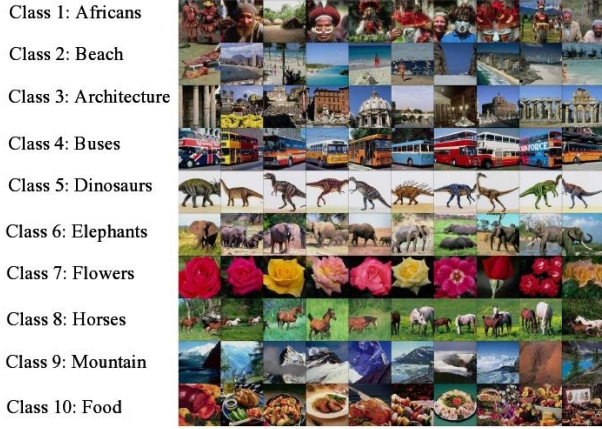 Class 1: Africans
Class 2: Beach
Class 3: Architecture
Class 4: Buses
Class 5: Dinosaurs
Class 6: Elephants
Class 7: Flowers
Class 8: Horses
Class 9: Mountain
Class 10: Food